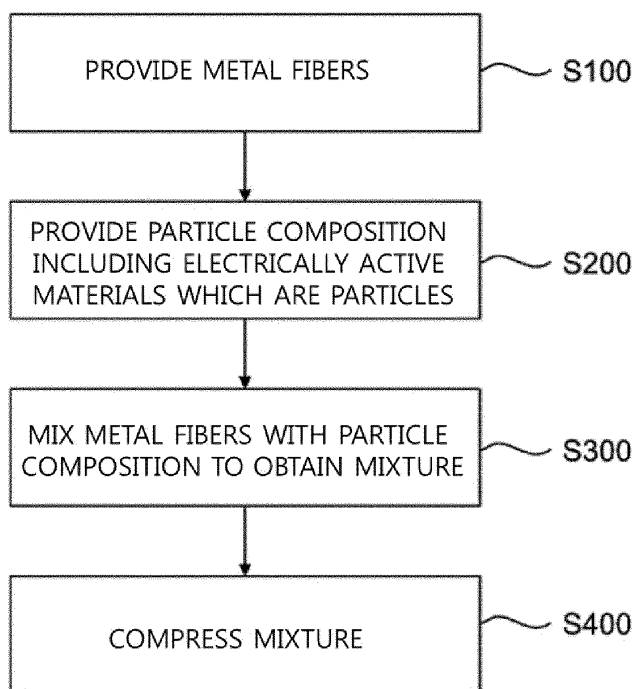 PROVIDE METAL FIBERS
S100
PROVIDE PARTICLE COMPOSITION
INCLUDING ELECTRICALLY ACTIVE
MATERIALS WHICH ARE PARTICLES
S200
MIX METAL FIBERS WITH PARTICLE
COMPOSITION TO OBTAIN MIXTURE
S300
COMPRESS MIXTURE
S400